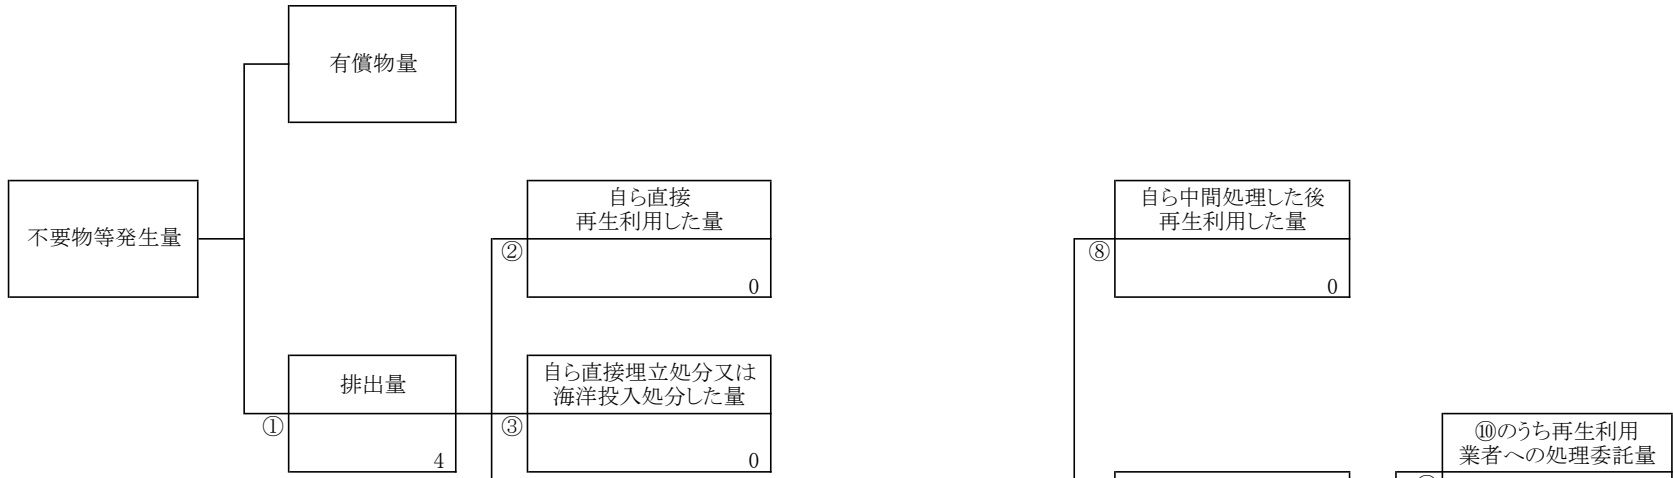 有償物量
不要物等発生量
自ら直接
再生利用した量
②
0
自ら中間処理した後
再生利用した量
⑧
0
排出量
①
4
自ら直接埋立処分又は
海洋投入処分した量
③
0
⑩のうち再生利用
業者への処理委託量